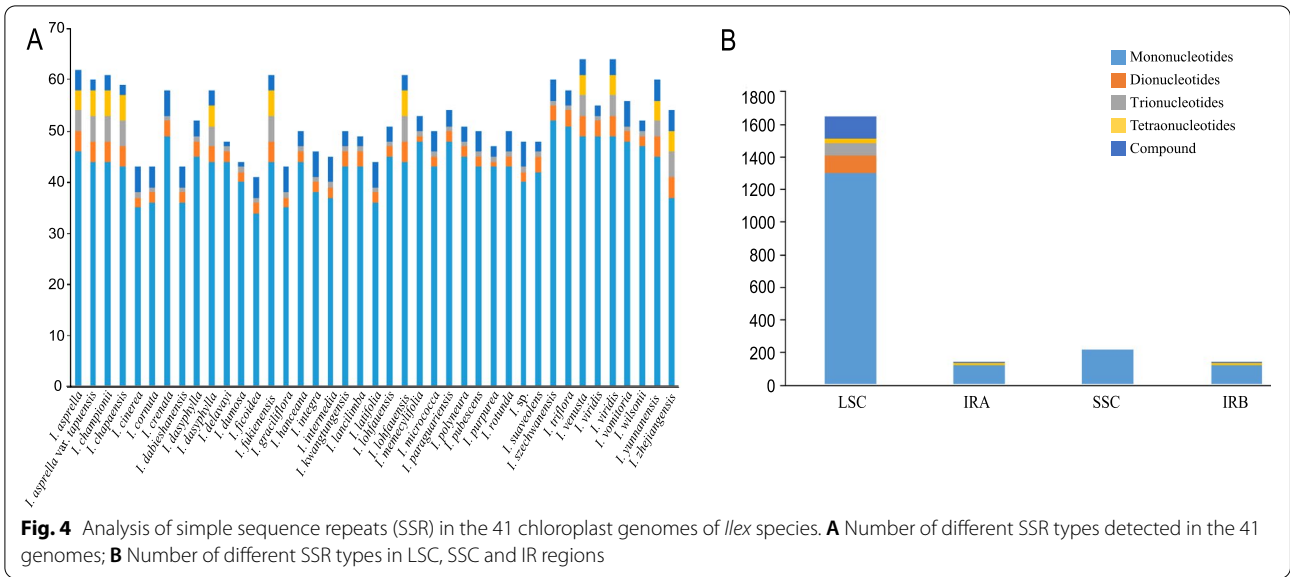 A
70
60
50
40
30
20
10
0
I. asprella
I. asprella var. tapuensis
I. championii
I. chapaensis
I. cinerea
I. cornuta
I. crenata
I. dabieshanensis
I. dasyphylla
I. dasyphylla
I. delavayi
I. dumosa
I. ficoidea
I. fukienensis
I. graciliflora
I. hanceana
I. integra
I. intermedia
I. kwangtungensis
I. lancilimba
I. latifolia
I. lohfauensis
I. lohfauensis
I. memecylifolia
I. micrococca
I. paraguariensis
I. polyneura
I. pubescens
I. purpurea
I. rotunda
I. sp.
I. suaveolens
I. szechwanensis
I. triflora
I. venusta
I. viridis
I. viridis
I. vomitoria
I. wilsonii
I. yunnanensis
I. zhejiangensis
B
Mononucleotides
Dionucleotides
Trionucleotides
Tetraonucleotides
Compound
1800
1600
1400
1200
1000
800
600
400
200
0
LSC
IRA
SSC
IRB
Fig. 4 Analysis of simple sequence repeats (SSR) in the 41 chloroplast genomes of Ilex species. A Number of different SSR types detected in the 41
genomes; B Number of different SSR types in LSC, SSC and IR regions